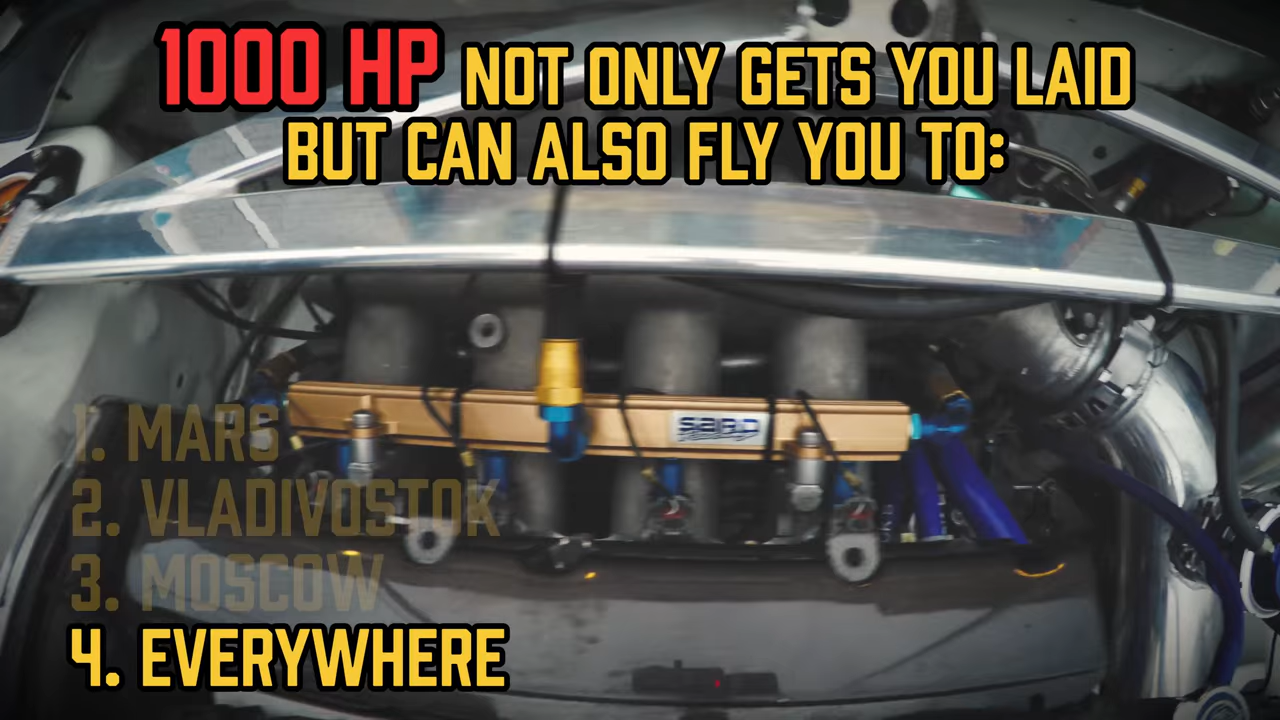 1000 HP NOT ONLY GETS YOU LAID
BUT CAN ALSO FLY YOU TO:
sard
1. MARS
2. VLADIVOSTOK
3. MOSCOW
4. EVERYWHERE